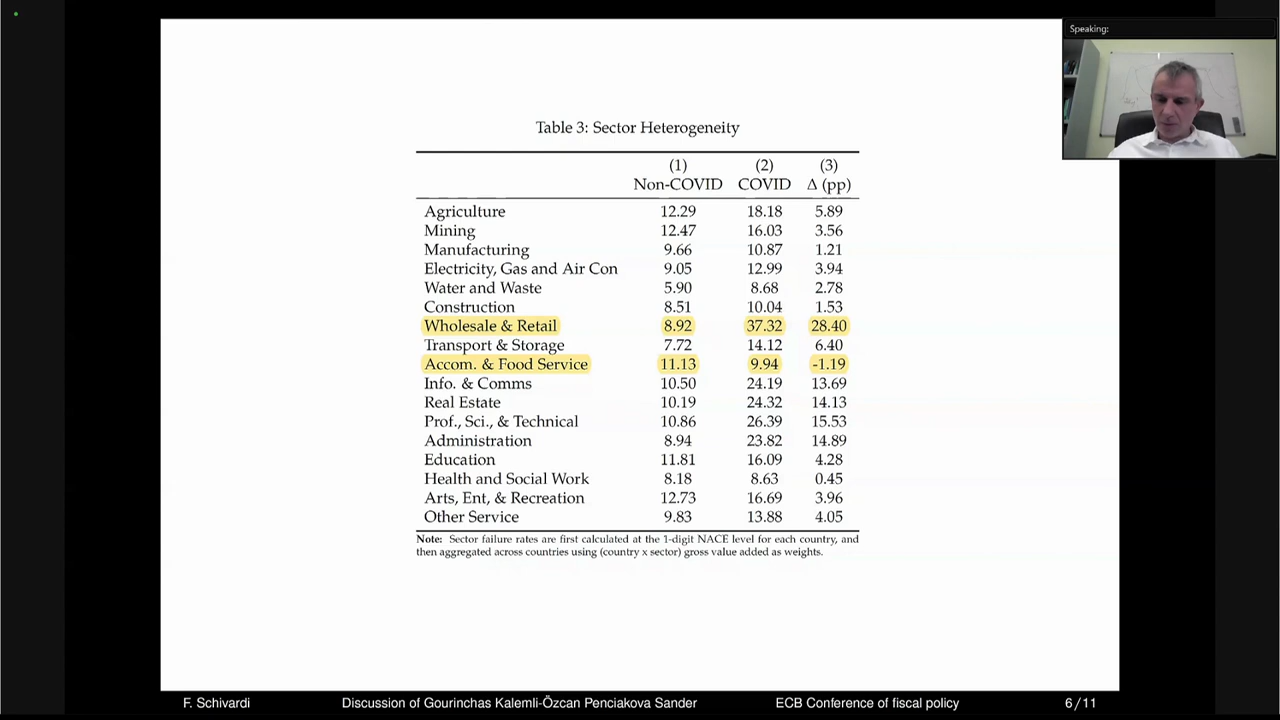 Speaking:
Table 3: Sector Heterogeneity
(1) (2) (3)
Non-COVID COVID Δ (pp)
Agriculture 12.29 18.18 5.89
Mining 12.47 16.03 3.56
Manufacturing 9.66 10.87 1.21
Electricity, Gas and Air Con 9.05 12.99 3.94
Water and Waste 5.90 8.68 2.78
Construction 8.51 10.04 1.53
Wholesale & Retail 8.92 37.32 28.40
Transport & Storage 7.72 14.12 6.40
Accom. & Food Service 11.13 9.94 -1.19
Info. & Comms 10.50 24.19 13.69
Real Estate 10.19 24.32 14.13
Prof., Sci., & Technical 10.86 26.39 15.53
Administration 8.94 23.82 14.89
Education 11.81 16.09 4.28
Health and Social Work 8.18 8.63 0.45
Arts, Ent, & Recreation 12.73 16.69 3.96
Other Service 9.83 13.88 4.05
Note: Sector failure rates are first calculated at the 1-digit NACE level for each country, and
then aggregated across countries using (country x sector) gross value added as weights.
F. Schivardi Discussion of Gourinchas Kalemli-Özcan Penciakova Sander ECB Conference of fiscal policy 6 / 11